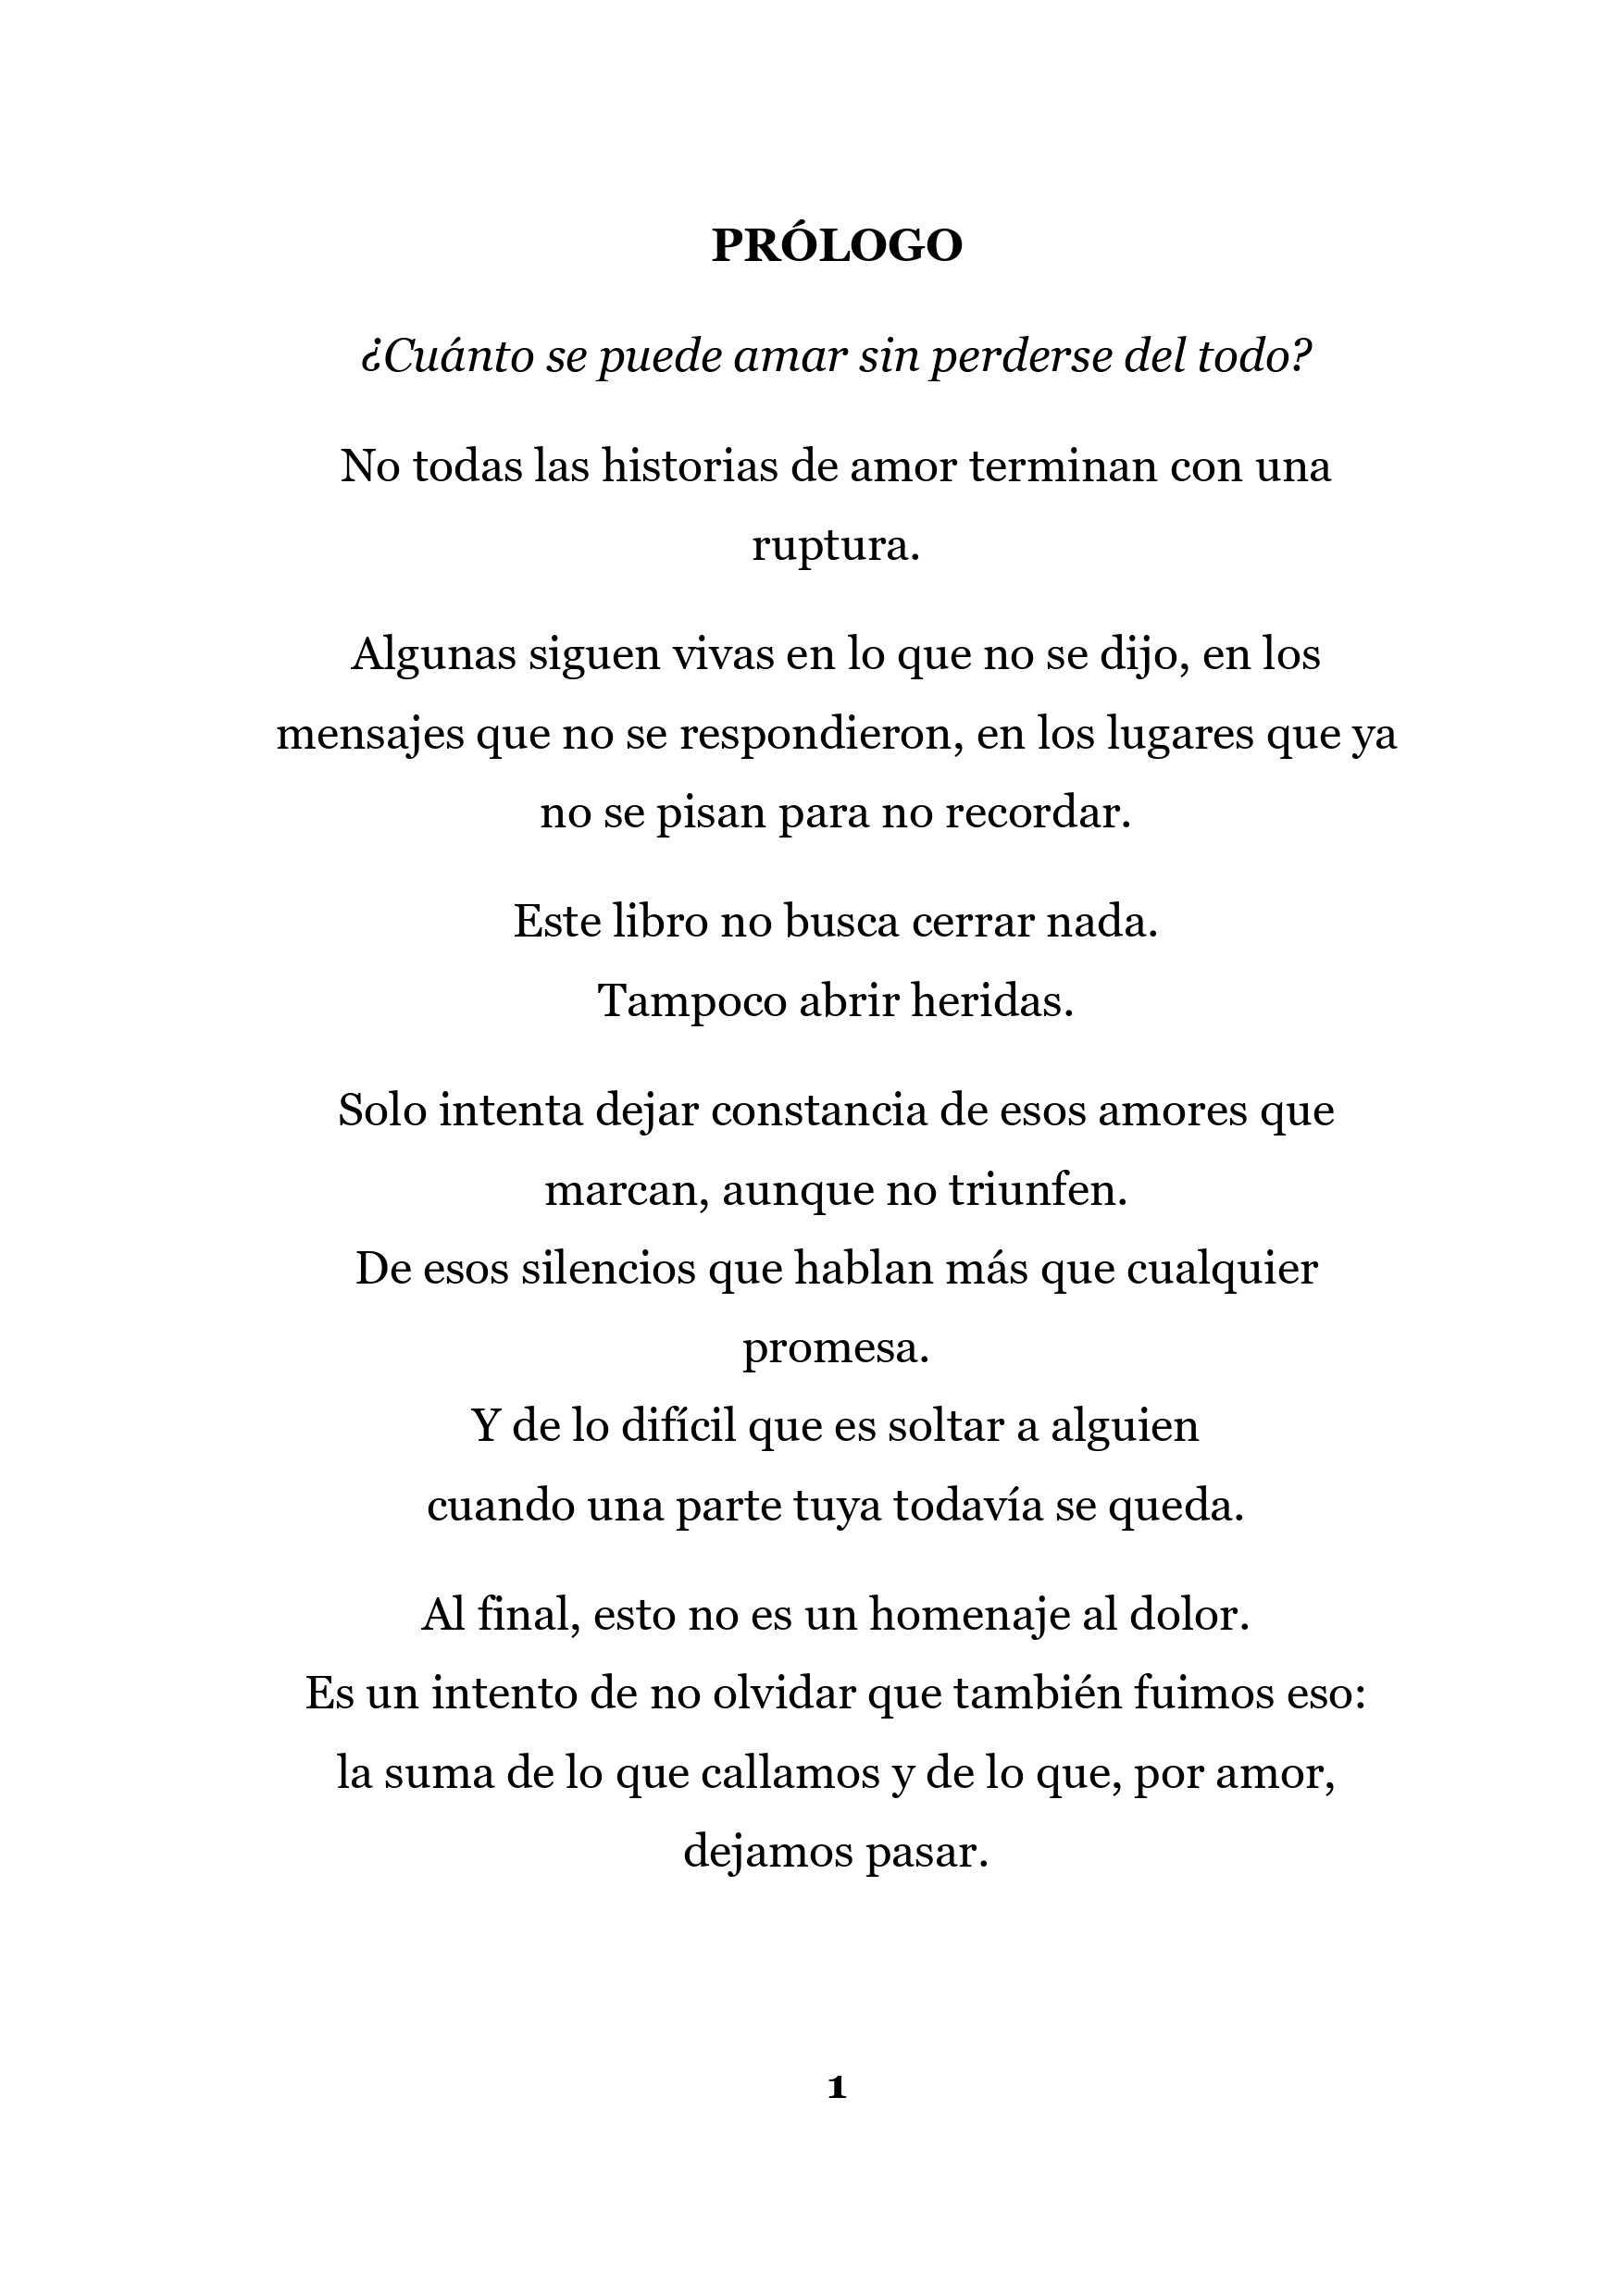 PRÓLOGO
¿Cuánto se puede amar sin perderse del todo?
No todas las historias de amor terminan con una
ruptura.
Algunas siguen vivas en lo que no se dijo, en los
mensajes que no se respondieron, en los lugares que ya
no se pisan para no recordar.
Este libro no busca cerrar nada.
Tampoco abrir heridas.
Solo intenta dejar constancia de esos amores que
marcan, aunque no triunfen.
De esos silencios que hablan más que cualquier
promesa.
Y de lo difícil que es soltar a alguien
cuando una parte tuya todavía se queda.
Al final, esto no es un homenaje al dolor.
Es un intento de no olvidar que también fuimos eso:
la suma de lo que callamos y de lo que, por amor,
dejamos pasar.
1